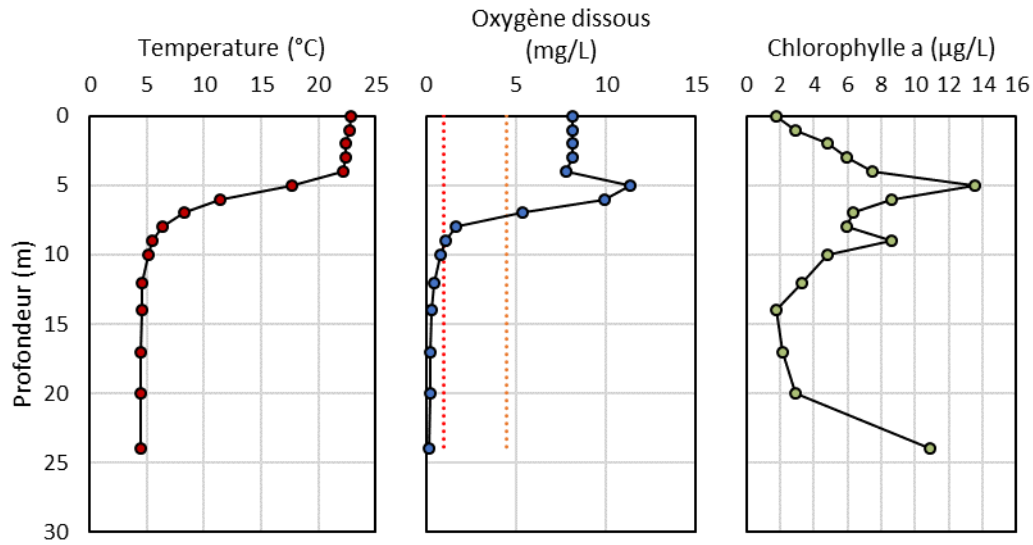 Temperature (°C)
0 5 10 15 20 25
Oxygène dissous
(mg/L)
0 5 10 15
Chlorophylle a (µg/L)
0 2 4 6 8 10 12 14 16
Profondeur (m)
0
5
10
15
20
25
30